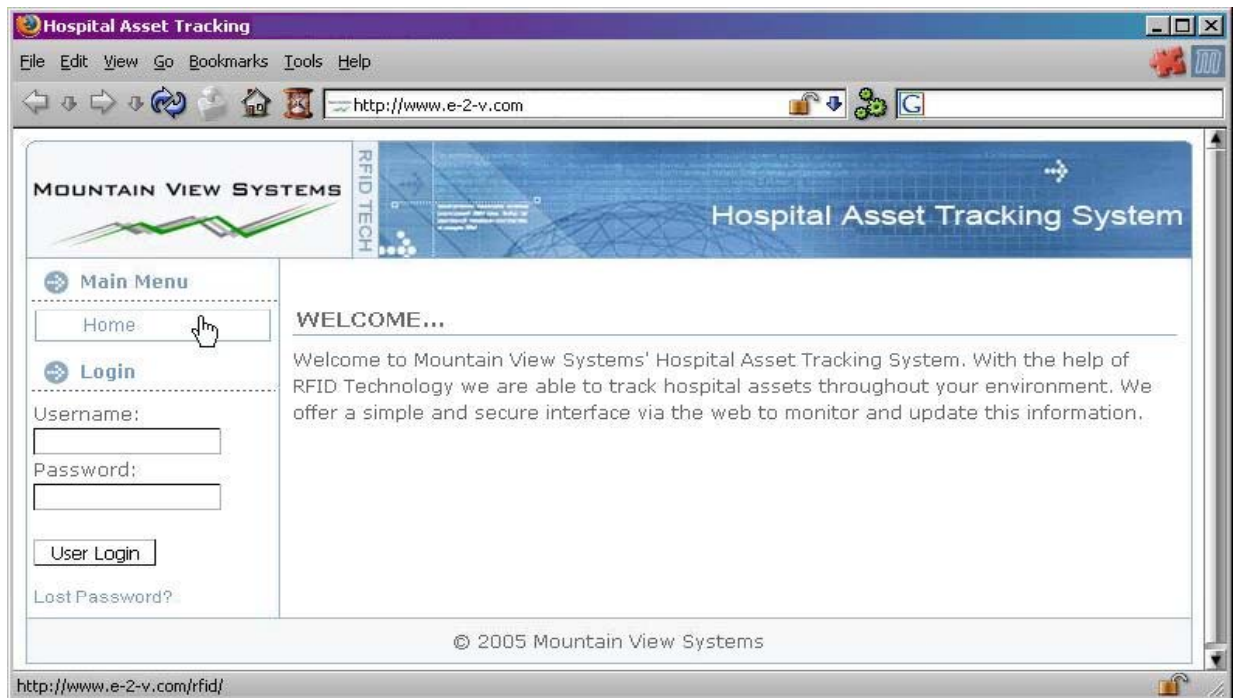 Hospital Asset Tracking
File Edit View Go Bookmarks Tools Help
http://www.e-2-v.com
G
MOUNTAIN VIEW SYSTEMS
RFID TECH
Hospital Asset Tracking System
Main Menu
Home
Login
Username:
Password:
User Login
Lost Password?
WELCOME...
Welcome to Mountain View Systems' Hospital Asset Tracking System. With the help of
RFID Technology we are able to track hospital assets throughout your environment. We
offer a simple and secure interface via the web to monitor and update this information.
© 2005 Mountain View Systems
http://www.e-2-v.com/rfid/